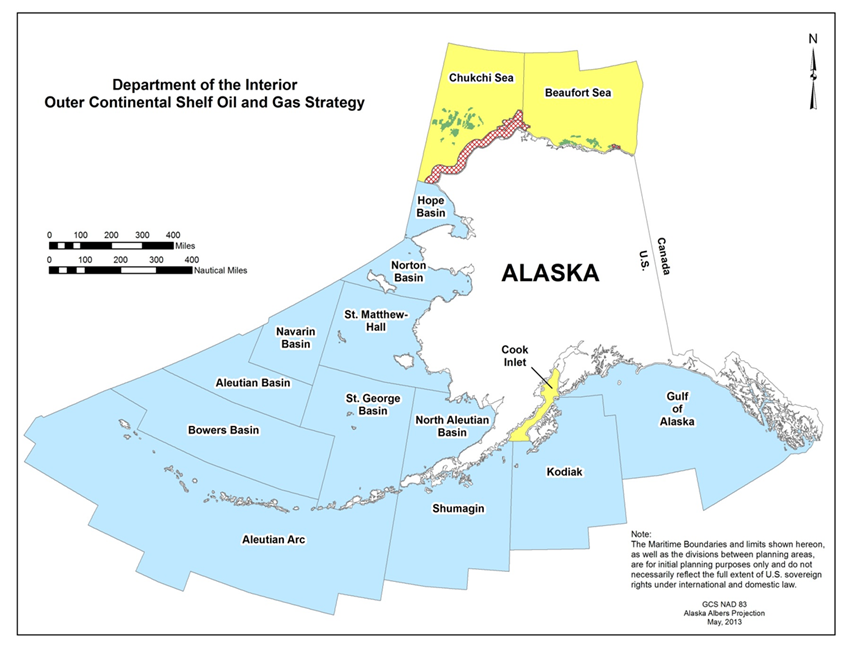 Department of the Interior
Outer Continental Shelf Oil and Gas Strategy
N
Chukchi Sea
Beaufort Sea
Hope
Basin
0 100 200 300 400
Miles
0 100 200 300 400
Nautical Miles
Norton
Basin
ALASKA
Canada
U.S.
St. Matthew-
Hall
Navarin
Basin
Cook
Inlet
Aleutian Basin
St. George
Basin
Gulf
of
Alaska
Bowers Basin
North Aleutian
Basin
Kodiak
Shumagin
Aleutian Arc
Note:
The Maritime Boundaries and limits shown hereon,
as well as the divisions between planning areas,
are for initial planning purposes only and do not
necessarily reflect the full extent of U.S. sovereign
rights under international and domestic law.
GCS NAD 83
Alaska Albers Projection
May, 2013